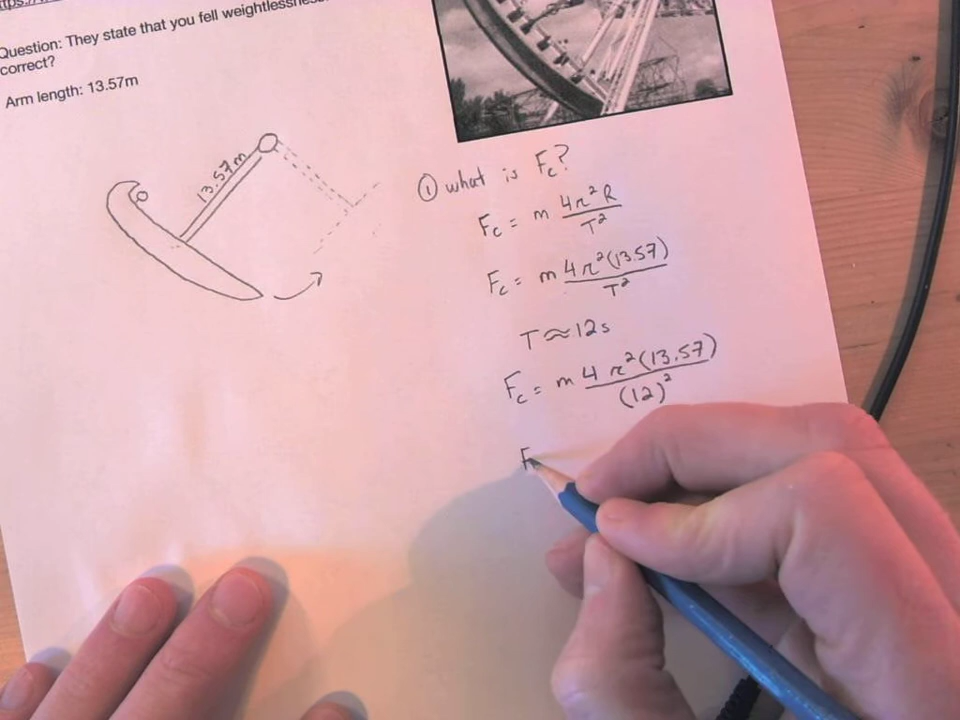 Question: They state that you fell
correct?
Arm length: 13.57m
13.57m
① what is Fc?
Fc = m 4π²R / T²
Fc = m 4π²(13.57) / T²
T ≈ 12s
Fc = m 4π²(13.57) / (12)²
F